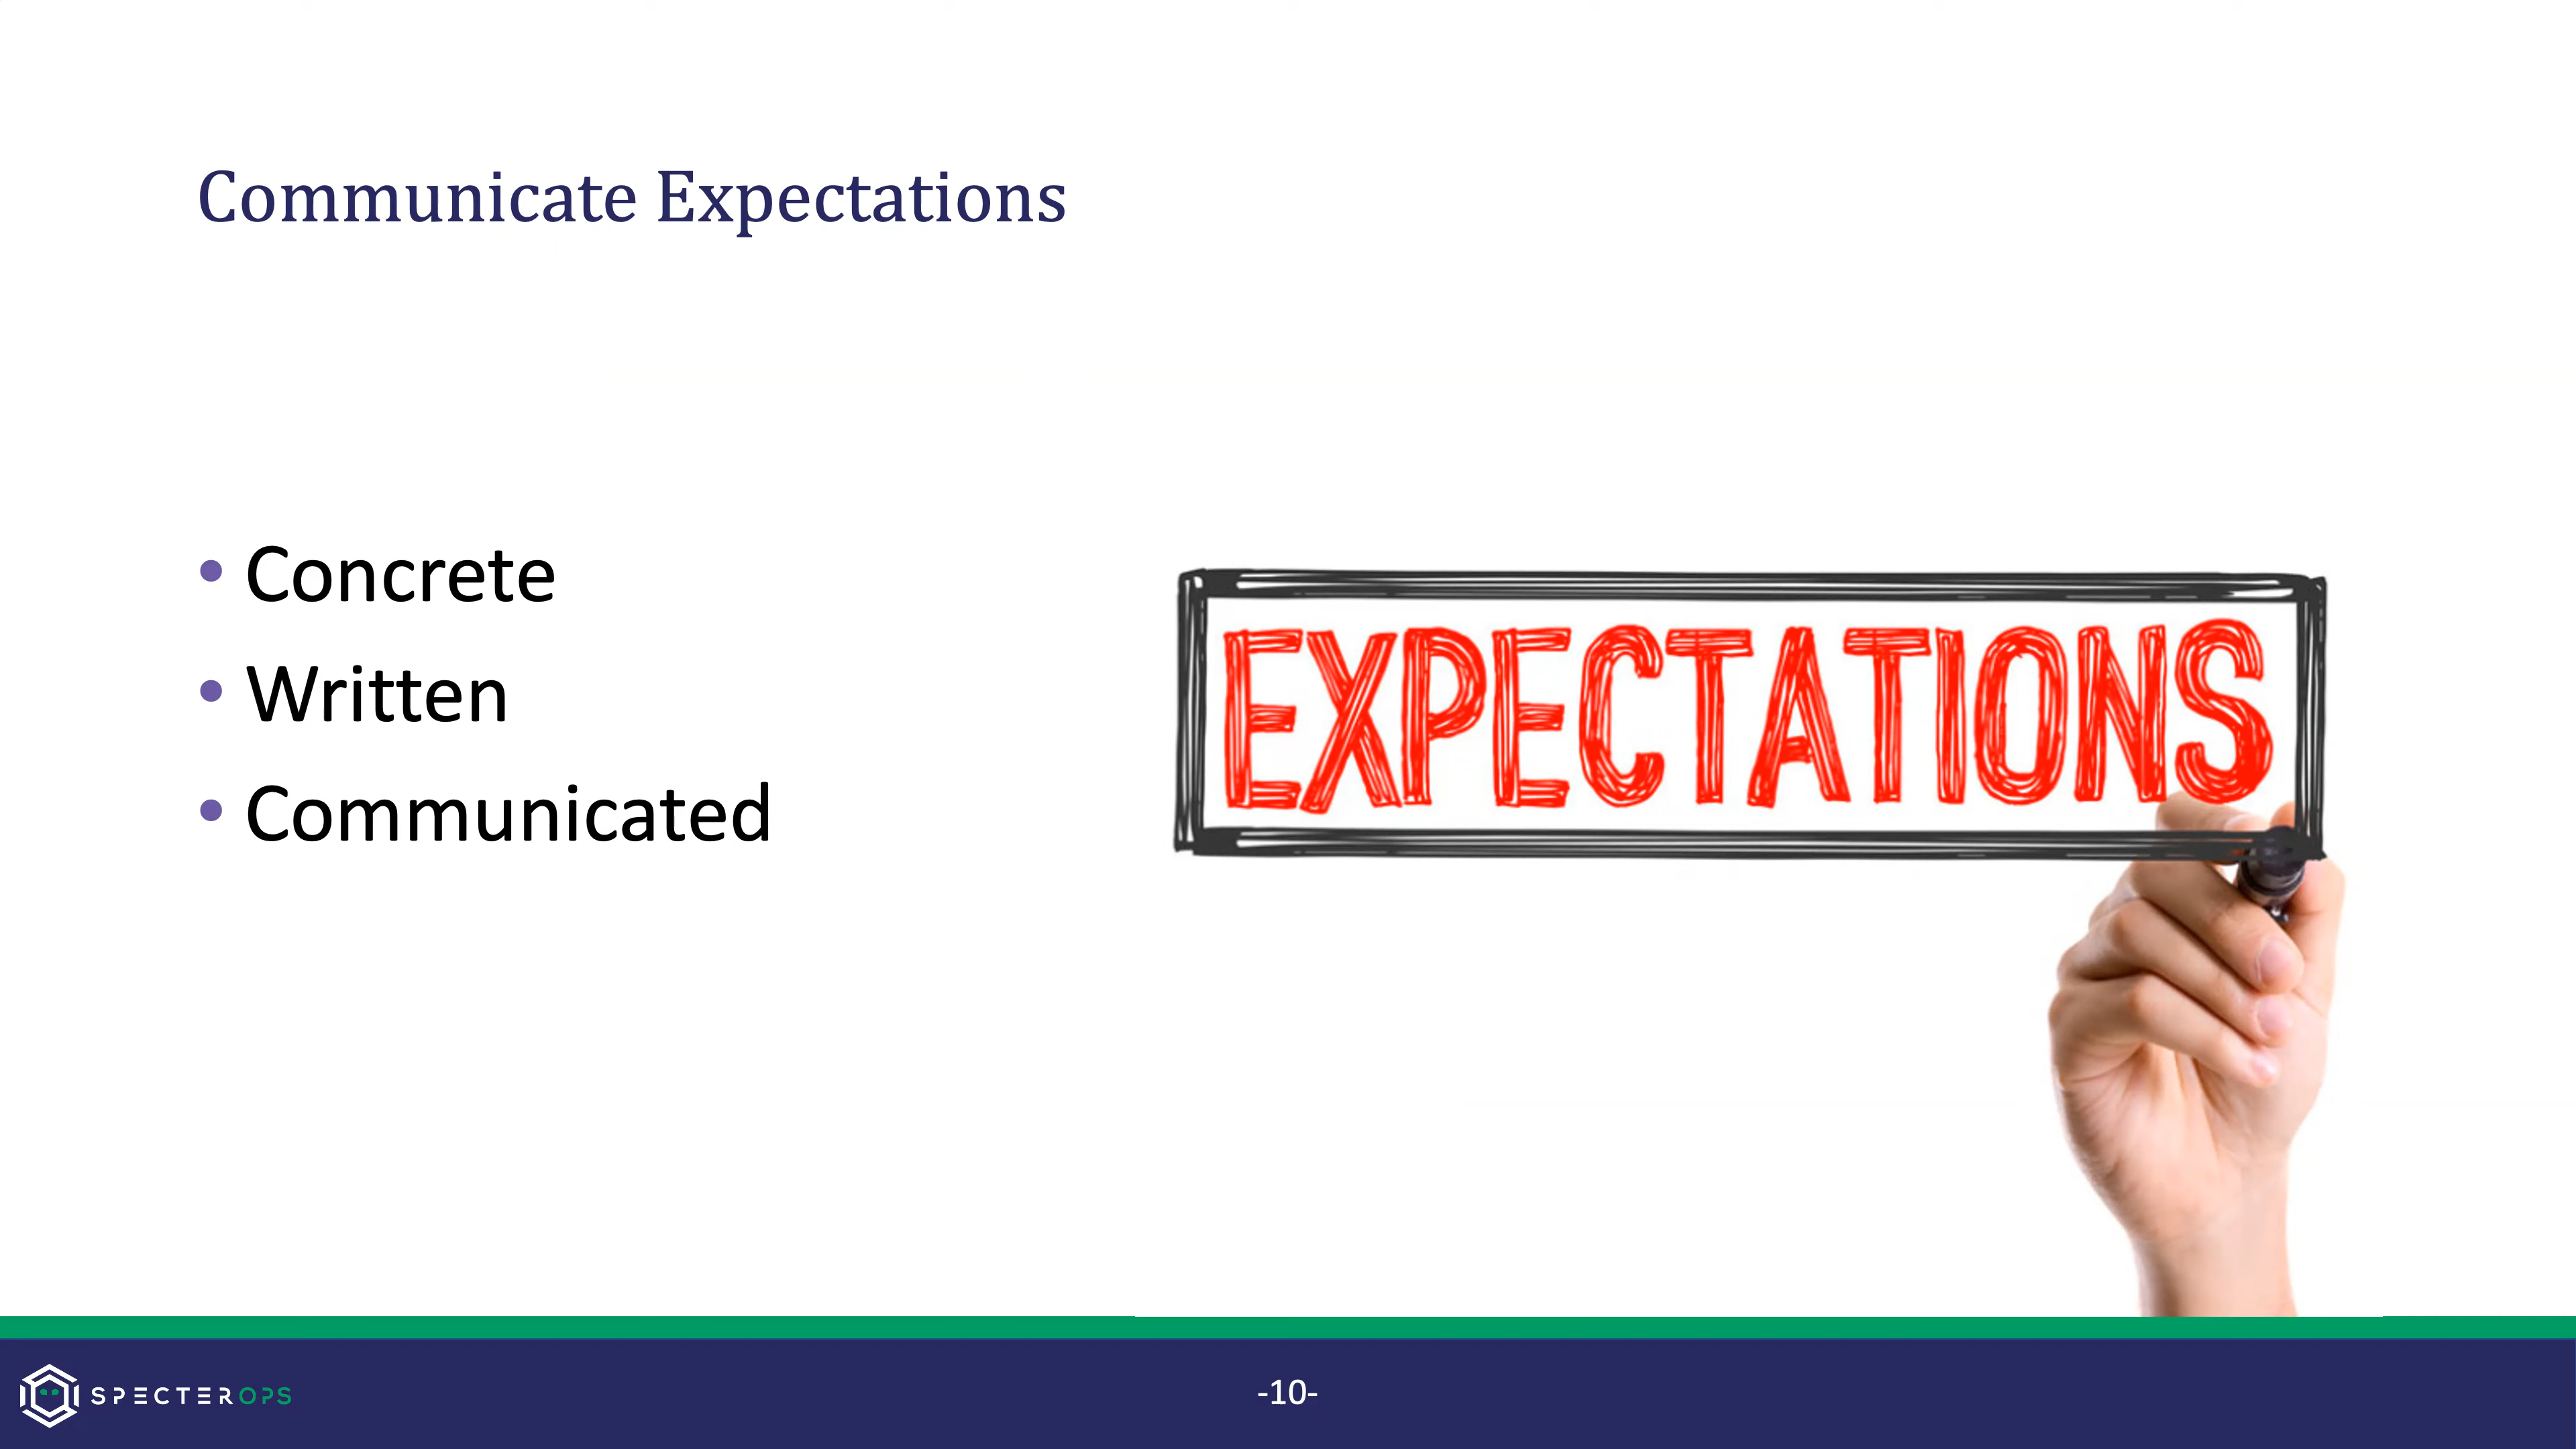 Communicate Expectations
• Concrete
• Written
• Communicated
EXPECTATIONS
SPECTEROPS
-10-